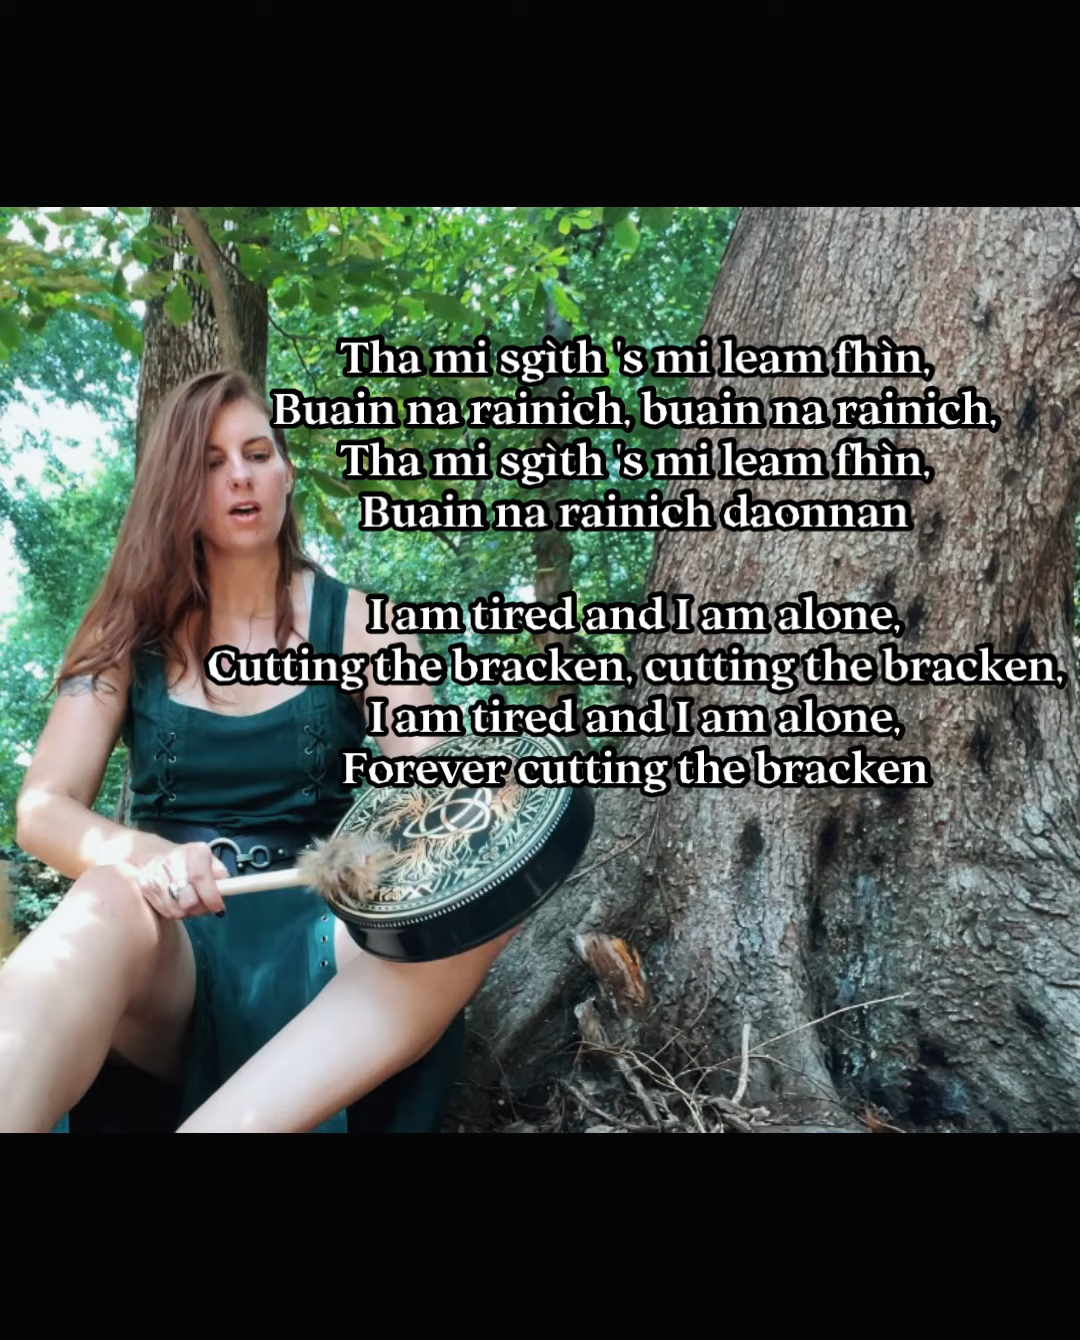 Tha mi sgìth 's mi leam fhìn,
Buain na rainich, buain na rainich,
Tha mi sgìth 's mi leam fhìn,
Buain na rainich daonnan
I am tired and I am alone,
Cutting the bracken, cutting the bracken,
I am tired and I am alone,
Forever cutting the bracken